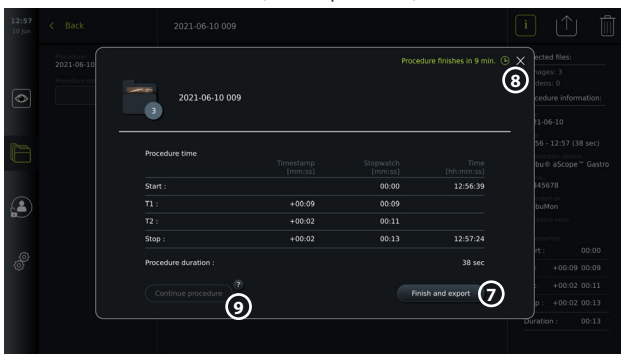 12:57
10 Jun
Back
2021-06-10 009
i
Procedure
2021-06-10
Procedure finishes in 9 min.
8
3
2021-06-10 009
Procedure time
Timestamp [mm:ss]
Stopwatch [mm:ss]
Time [hh:mm:ss]
Start : 00:00 12:56:39
T1 : +00:09 00:09
T2 : +00:02 00:11
Stop : +00:02 00:13 12:57:24
Procedure duration : 38 sec
Continue procedure
?
9
Finish and export
7
ected files:
ages: 3
deos: 0
cedure information:
21-06-10
56 - 12:57 (38 sec)
bu® aScope™ Gastro
345678
buMon
rt : 00:00
: +00:09 00:09
: +00:02 00:11
p : +00:02 00:13
Duration : 00:13